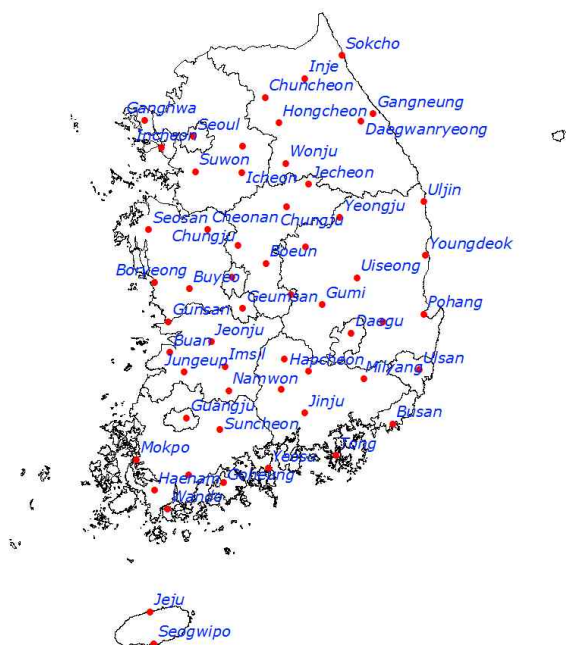 Sokcho
Inje
Chuncheon
Ganghwa
Hongcheon
Gangneung
Incheon
Seoul
Daegwanryeong
Suwon
Icheon
Wonju
Jecheon
Uljin
Seosan
Cheonan
Chungju
Yeongju
Chungju
Boeun
Youngdeok
Boryeong
Buyeo
Uiseong
Gunsan
Geumsan
Gumi
Pohang
Buan
Jeonju
Daegu
Jungeup
Imsil
Hapcheon
Milyang
Ulsan
Namwon
Guangju
Suncheon
Jinju
Busan
Mokpo
Yeosu
Tong
Haenam
Goheung
Wando
Jeju
Seogwipo